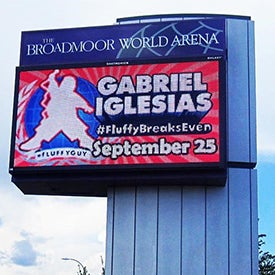 THE BROADMOOR WORLD ARENA
GABRIEL
IGLESIAS
#FluffyBreaksEven
September 25
#FLUFFYGUY